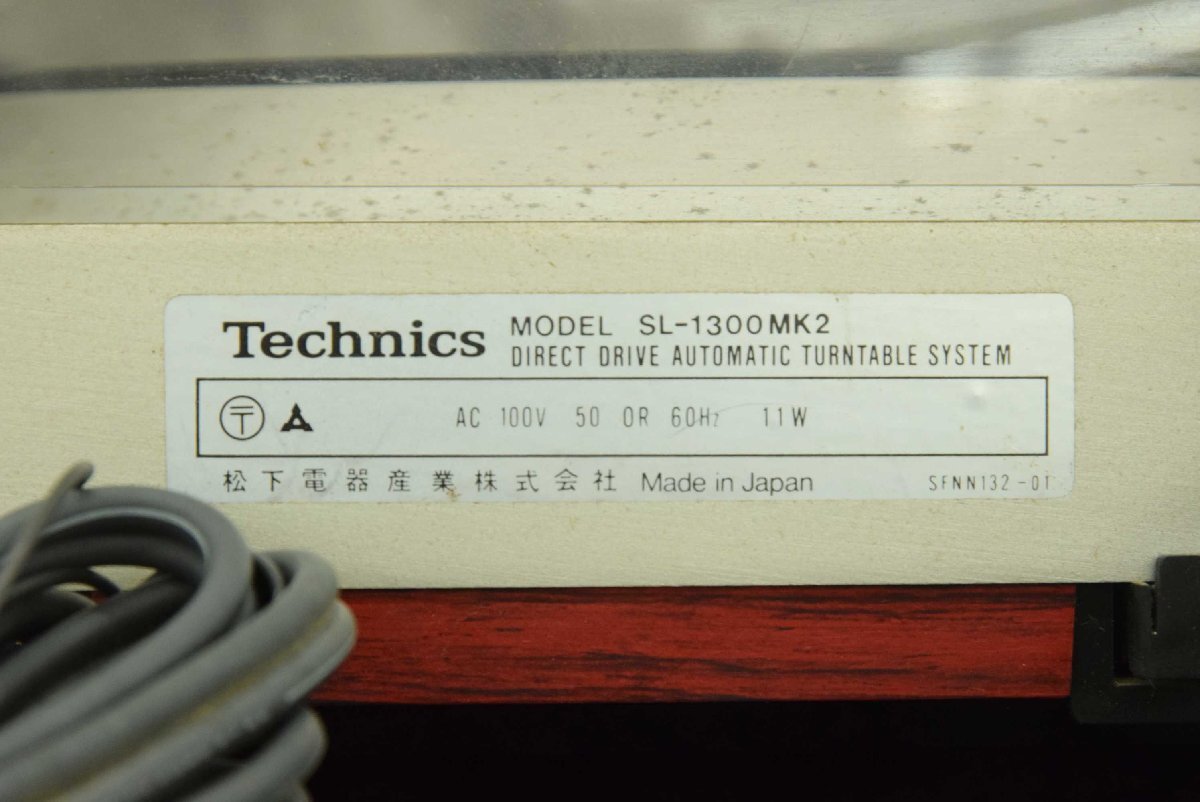 Technics
MODEL SL-1300MK2
DIRECT DRIVE AUTOMATIC TURNTABLE SYSTEM
〒 AC 100V 50 OR 60Hz 11W
松下電器産業株式会社 Made in Japan SFNN132-01